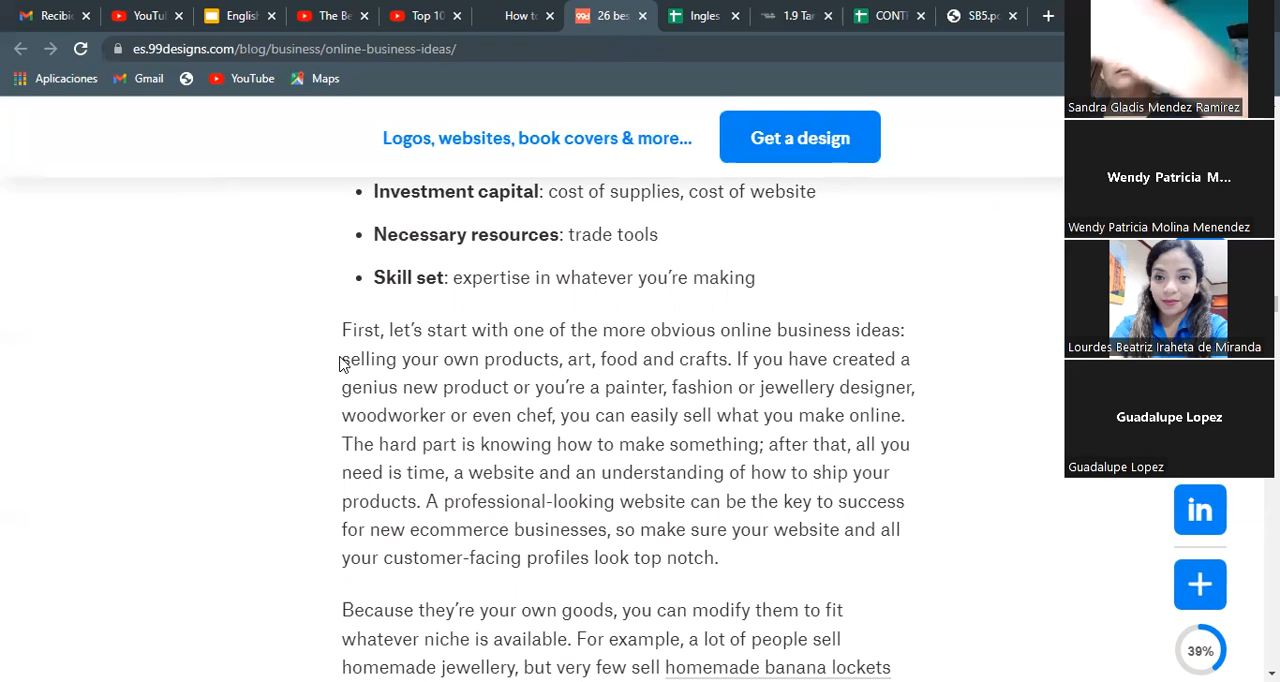 Recibic
YouTu
English
The Be
Top 10
How to
26 bes
Ingles
1.9 Tar
CONTI
SB5.pc
es.99designs.com/blog/business/online-business-ideas/
Aplicaciones
Gmail
YouTube
Maps
Logos, websites, book covers & more...
Get a design
Investment capital: cost of supplies, cost of website
Necessary resources: trade tools
Skill set: expertise in whatever you're making
First, let's start with one of the more obvious online business ideas:
selling your own products, art, food and crafts. If you have created a
genius new product or you're a painter, fashion or jewellery designer,
woodworker or even chef, you can easily sell what you make online.
The hard part is knowing how to make something; after that, all you
need is time, a website and an understanding of how to ship your
products. A professional-looking website can be the key to success
for new ecommerce businesses, so make sure your website and all
your customer-facing profiles look top notch.
Because they're your own goods, you can modify them to fit
whatever niche is available. For example, a lot of people sell
homemade jewellery, but very few sell homemade banana lockets
Sandra Gladis Mendez Ramirez
Wendy Patricia M...
Wendy Patricia Molina Menendez
Lourdes Beatriz Iraheta de Miranda
Guadalupe Lopez
Guadalupe Lopez
in
39%